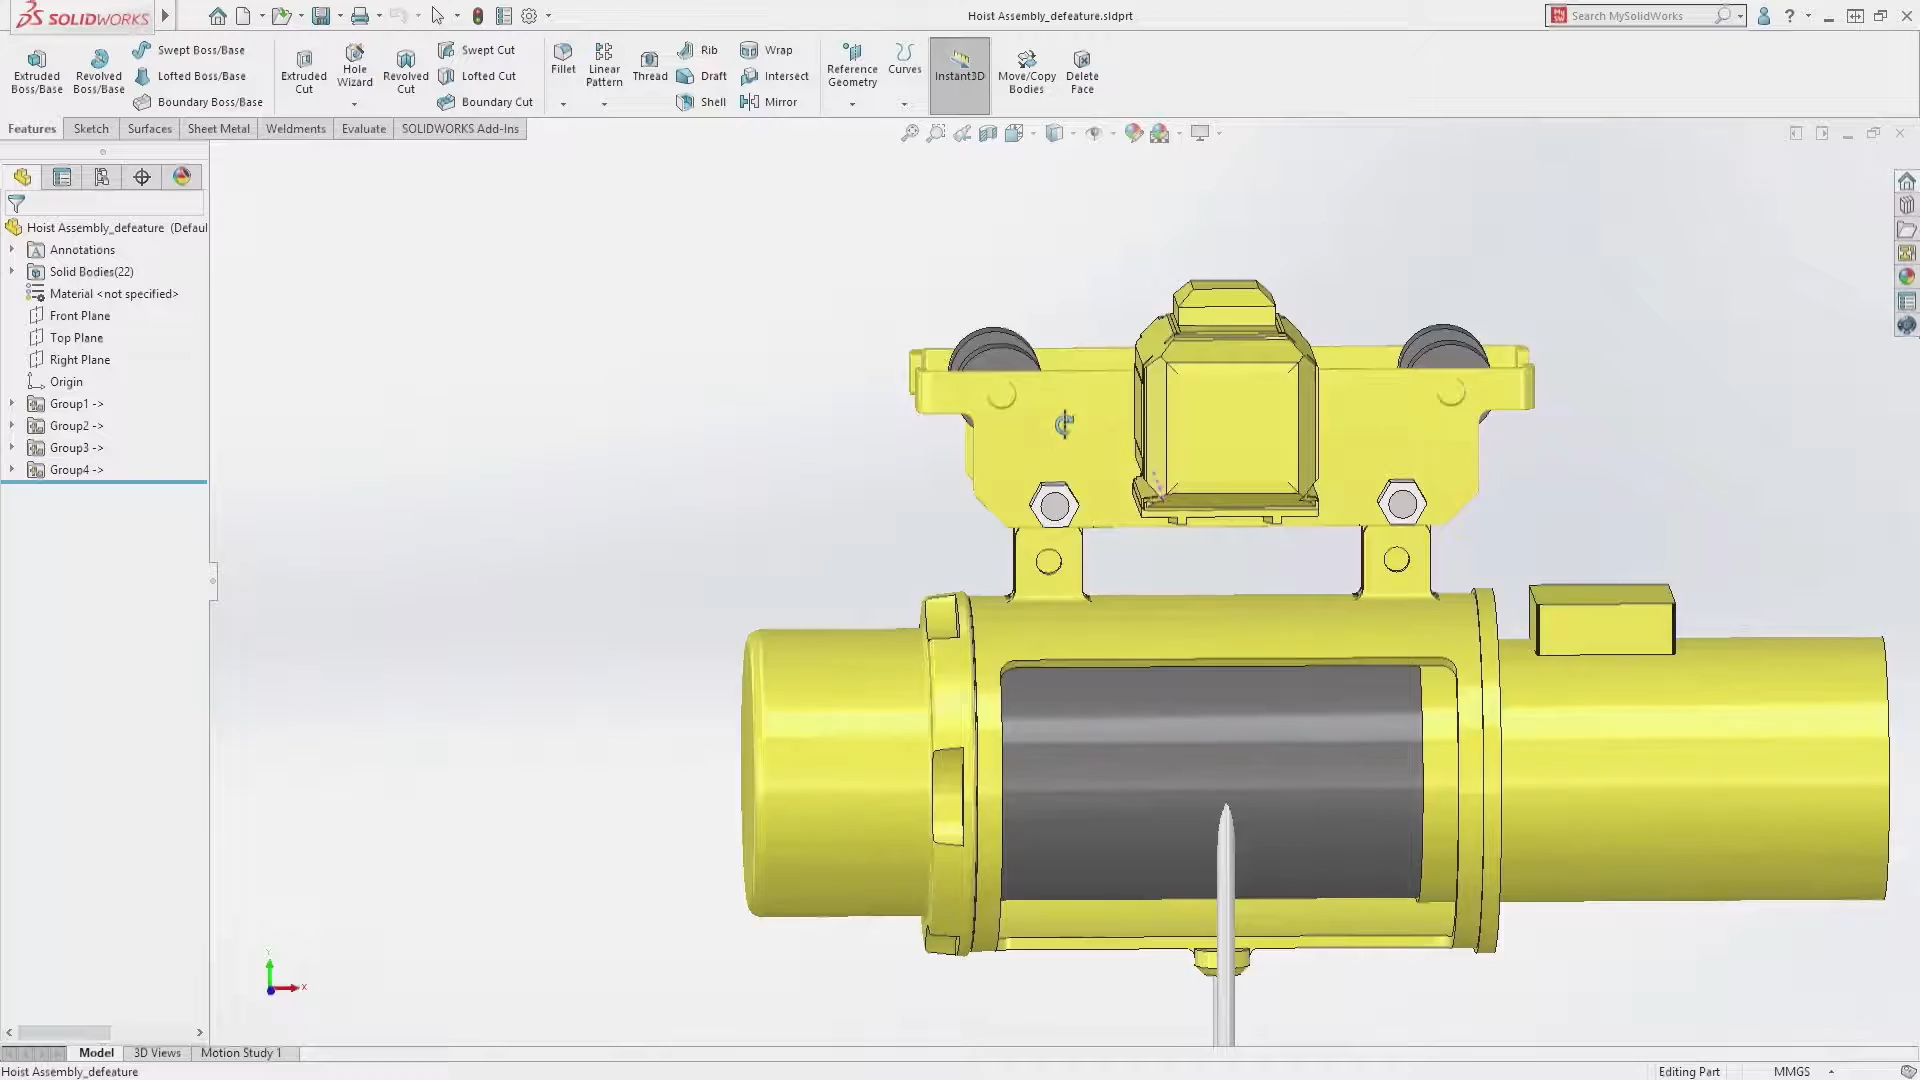 SOLIDWORKS
Hoist Assembly_defeature.sldprt
Search MySolidWorks
Extruded Boss/Base
Revolved Boss/Base
Swept Boss/Base
Lofted Boss/Base
Boundary Boss/Base
Extruded Cut
Hole Wizard
Revolved Cut
Swept Cut
Lofted Cut
Boundary Cut
Fillet
Linear Pattern
Thread
Rib
Draft
Shell
Wrap
Intersect
Mirror
Reference Geometry
Curves
Instant3D
Move/Copy Bodies
Delete Face
Features
Sketch
Surfaces
Sheet Metal
Weldments
Evaluate
SOLIDWORKS Add-Ins
Hoist Assembly_defeature (Defaul
Annotations
Solid Bodies(22)
Material <not specified>
Front Plane
Top Plane
Right Plane
Origin
Group1 ->
Group2 ->
Group3 ->
Group4 ->
Y
X
Model
3D Views
Motion Study 1
Hoist Assembly_defeature
Editing Part
MMGS